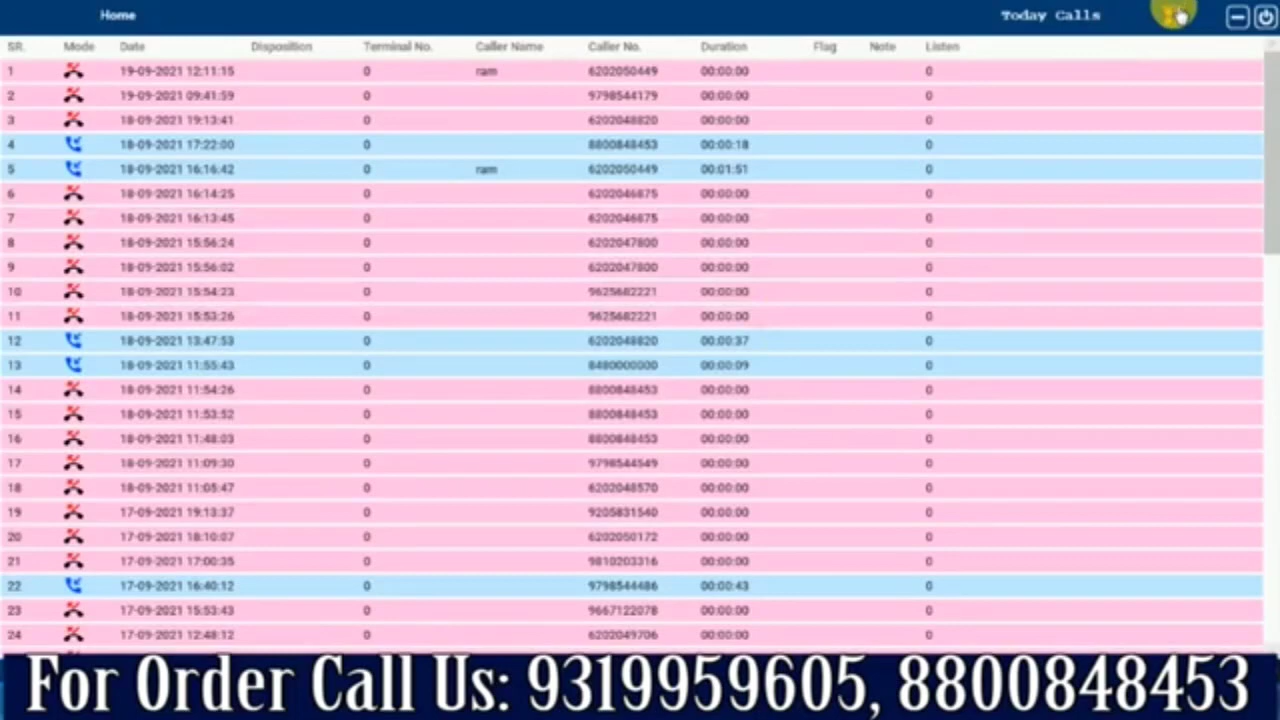 Home Today Calls
SR. Mode Date Disposition Terminal No. Caller Name Caller No. Duration Flag Note Listen
1 19-09-2021 12:11:15 0 ram 6202050449 00:00:00 0
2 19-09-2021 09:41:59 0 9798544179 00:00:00 0
3 18-09-2021 19:13:41 0 6202048820 00:00:00 0
4 18-09-2021 17:22:00 0 8800848453 00:00:18 0
5 18-09-2021 16:16:42 0 ram 6202050449 00:01:51 0
6 18-09-2021 16:14:25 0 6202046875 00:00:00 0
7 18-09-2021 16:13:45 0 6202046875 00:00:00 0
8 18-09-2021 15:56:24 0 6202047800 00:00:00 0
9 18-09-2021 15:56:02 0 6202047800 00:00:00 0
10 18-09-2021 15:54:23 0 9625682221 00:00:00 0
11 18-09-2021 15:53:26 0 9625682221 00:00:00 0
12 18-09-2021 13:47:53 0 6202048820 00:00:37 0
13 18-09-2021 11:55:43 0 8480000000 00:00:09 0
14 18-09-2021 11:54:26 0 8800848453 00:00:00 0
15 18-09-2021 11:53:52 0 8800848453 00:00:00 0
16 18-09-2021 11:48:03 0 8800848453 00:00:00 0
17 18-09-2021 11:09:30 0 9798544549 00:00:00 0
18 18-09-2021 11:05:47 0 6202048570 00:00:00 0
19 17-09-2021 19:13:37 0 9205831540 00:00:00 0
20 17-09-2021 18:10:07 0 6202050172 00:00:00 0
21 17-09-2021 17:00:35 0 9810203316 00:00:00 0
22 17-09-2021 16:40:12 0 9798544486 00:00:43 0
23 17-09-2021 15:53:43 0 9667122078 00:00:00 0
24 17-09-2021 12:48:12 0 6202049706 00:00:00 0
For Order Call Us: 9319959605, 8800848453